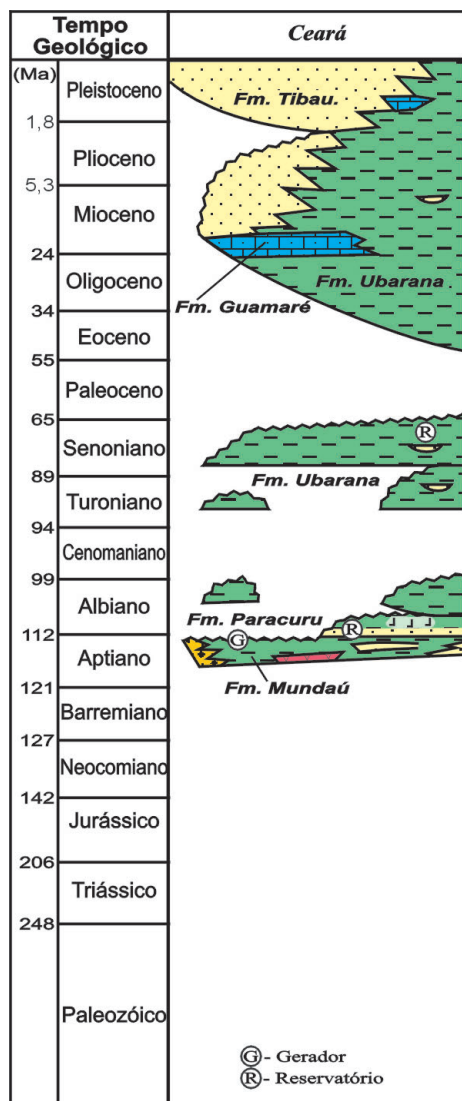 Tempo
Geológico
Ceará
(Ma)
Pleistoceno
Fm. Tibau.
1,8
Plioceno
5,3
Mioceno
24
Oligoceno
Fm. Ubarana
Fm. Guamaré
34
Eoceno
55
Paleoceno
65
R
Senoniano
89
Fm. Ubarana
Turoniano
94
Cenomaniano
99
Albiano
Fm. Paracuru
R
112
G
Aptiano
Fm. Mundaú
121
Barremiano
127
Neocomiano
142
Jurássico
206
Triássico
248
Paleozóico
G - Gerador
R - Reservatório